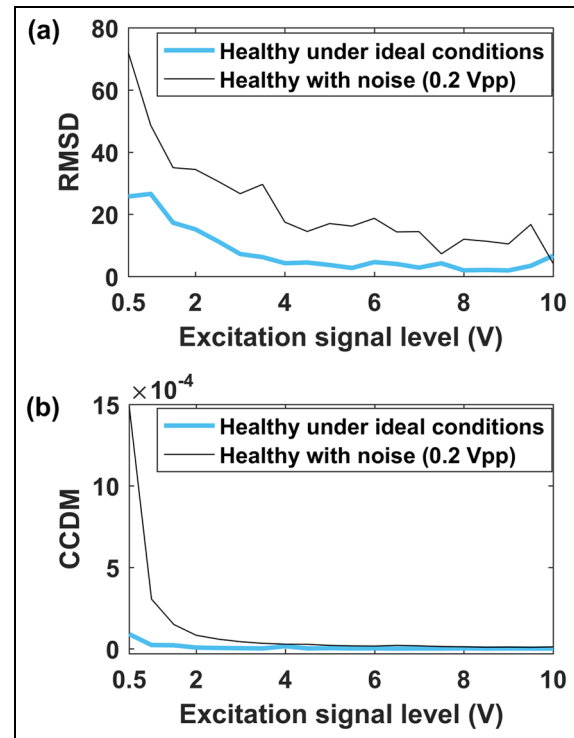 (a)
80
60
40
20
0
RMSD
Healthy under ideal conditions
Healthy with noise (0.2 Vpp)
0.5 2 4 6 8 10
Excitation signal level (V)
(b)
×10⁻⁴
15
10
5
0
CCDM
Healthy under ideal conditions
Healthy with noise (0.2 Vpp)
0.5 2 4 6 8 10
Excitation signal level (V)